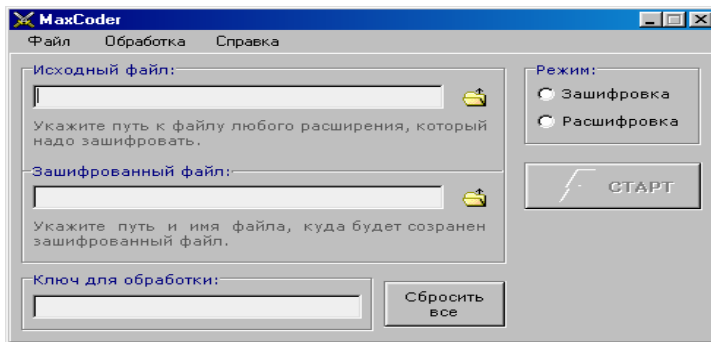 MaxCoder
Файл Обработка Справка
Исходный файл:
Укажите путь к файлу любого расширения, который
надо зашифровать.
Зашифрованный файл:
Укажите путь и имя файла, куда будет созранен
зашифрованный файл.
Ключ для обработки:
Сбросить
все
Режим:
Зашифровка
Расшифровка
СТАРТ